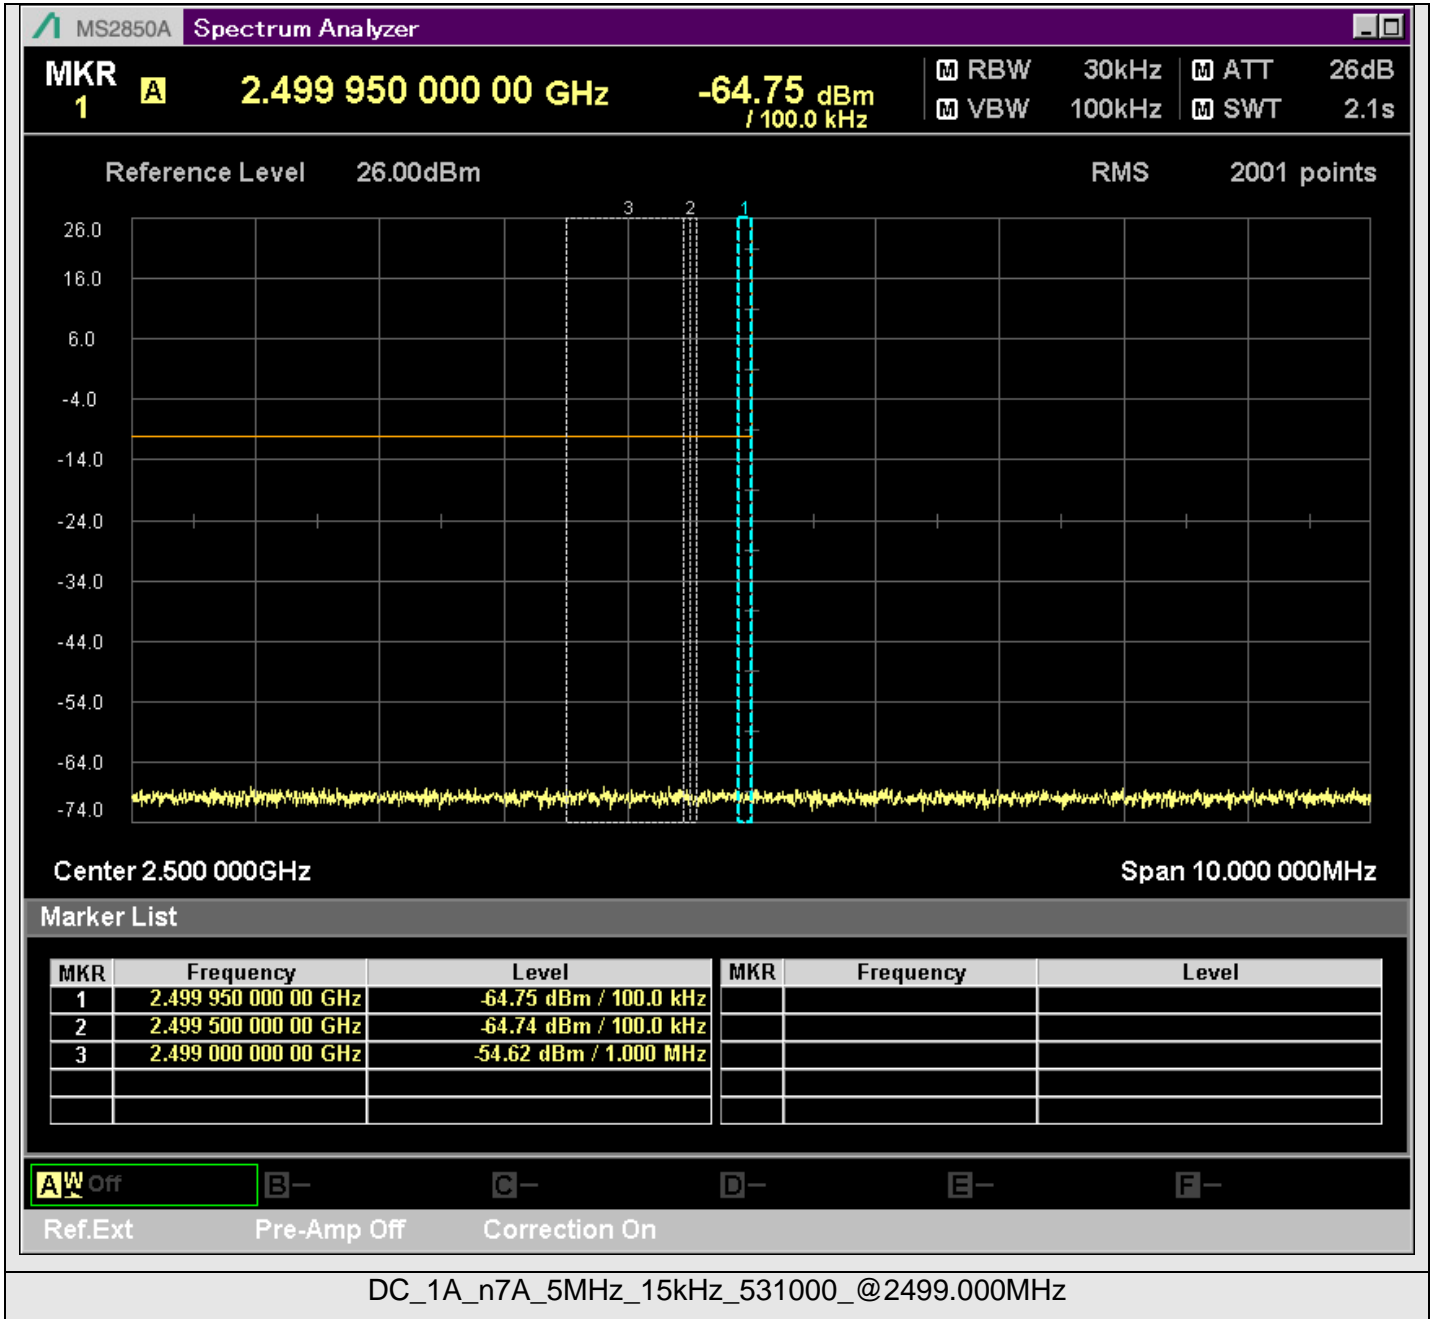 MS2850A Spectrum Analyzer
MKR 1 A 2.499 950 000 00 GHz -64.75 dBm / 100.0 kHz
M RBW 30kHz M ATT 26dB
M VBW 100kHz M SWT 2.1s
Reference Level 26.00dBm RMS 2001 points
3 2 1
26.0
16.0
6.0
-4.0
-14.0
-24.0
-34.0
-44.0
-54.0
-64.0
-74.0
Center 2.500 000GHz Span 10.000 000MHz
Marker List
MKR Frequency Level MKR Frequency Level
1 2.499 950 000 00 GHz -64.75 dBm / 100.0 kHz
2 2.499 500 000 00 GHz -64.74 dBm / 100.0 kHz
3 2.499 000 000 00 GHz -54.62 dBm / 1.000 MHz
A W Off B- C- D- E- F-
Ref.Ext Pre-Amp Off Correction On
DC_1A_n7A_5MHz_15kHz_531000_@2499.000MHz